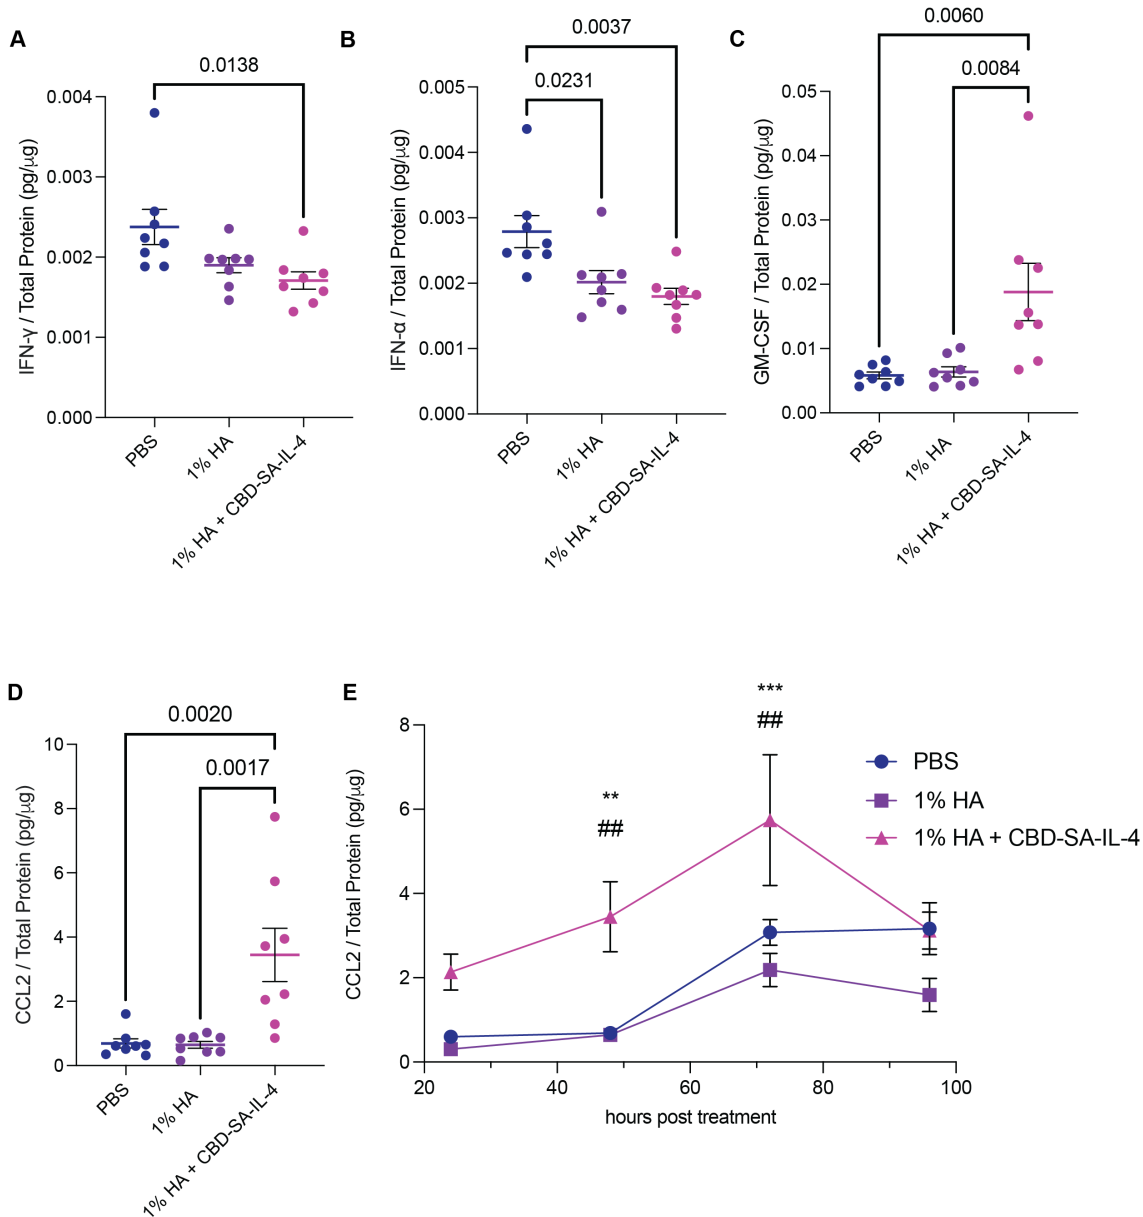 A
0.0138
IFN-γ / Total Protein (pg/μg)
0.004
0.003
0.002
0.001
0.000
PBS
1% HA
1% HA + CBD-SA-IL-4
B
0.0037
0.0231
IFN-α / Total Protein (pg/μg)
0.005
0.004
0.003
0.002
0.001
0.000
PBS
1% HA
1% HA + CBD-SA-IL-4
C
0.0060
0.0084
GM-CSF / Total Protein (pg/μg)
0.05
0.04
0.03
0.02
0.01
0.00
PBS
1% HA
1% HA + CBD-SA-IL-4
D
0.0020
0.0017
CCL2 / Total Protein (pg/μg)
10
8
6
4
2
0
PBS
1% HA
1% HA + CBD-SA-IL-4
E
***
##
**
##
CCL2 / Total Protein (pg/μg)
8
6
4
2
0
20 40 60 80 100
hours post treatment
PBS
1% HA
1% HA + CBD-SA-IL-4